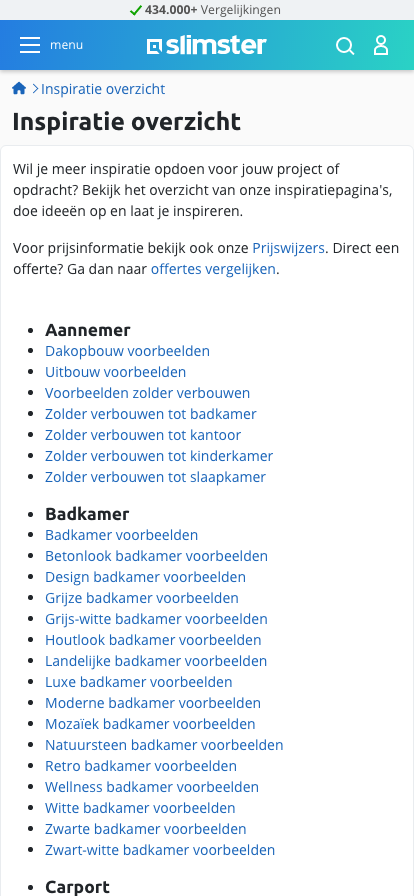 434.000+ Vergelijkingen
menu
slimster
Inspiratie overzicht
Inspiratie overzicht
Wil je meer inspiratie opdoen voor jouw project of
opdracht? Bekijk het overzicht van onze inspiratiepagina's,
doe ideeën op en laat je inspireren.
Voor prijsinformatie bekijk ook onze Prijswijzers. Direct een
offerte? Ga dan naar offertes vergelijken.
Aannemer
Dakopbouw voorbeelden
Uitbouw voorbeelden
Voorbeelden zolder verbouwen
Zolder verbouwen tot badkamer
Zolder verbouwen tot kantoor
Zolder verbouwen tot kinderkamer
Zolder verbouwen tot slaapkamer
Badkamer
Badkamer voorbeelden
Betonlook badkamer voorbeelden
Design badkamer voorbeelden
Grijze badkamer voorbeelden
Grijs-witte badkamer voorbeelden
Houtlook badkamer voorbeelden
Landelijke badkamer voorbeelden
Luxe badkamer voorbeelden
Moderne badkamer voorbeelden
Mozaïek badkamer voorbeelden
Natuursteen badkamer voorbeelden
Retro badkamer voorbeelden
Wellness badkamer voorbeelden
Witte badkamer voorbeelden
Zwarte badkamer voorbeelden
Zwart-witte badkamer voorbeelden
Carport